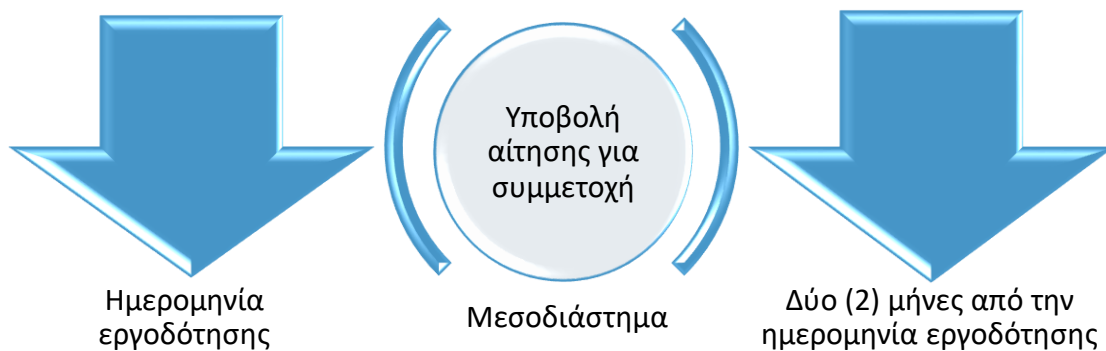 Υποβολή
αίτησης για
συμμετοχή
Ημερομηνία
εργοδότησης
Μεσοδιάστημα
Δύο (2) μήνες από την
ημερομηνία εργοδότησης